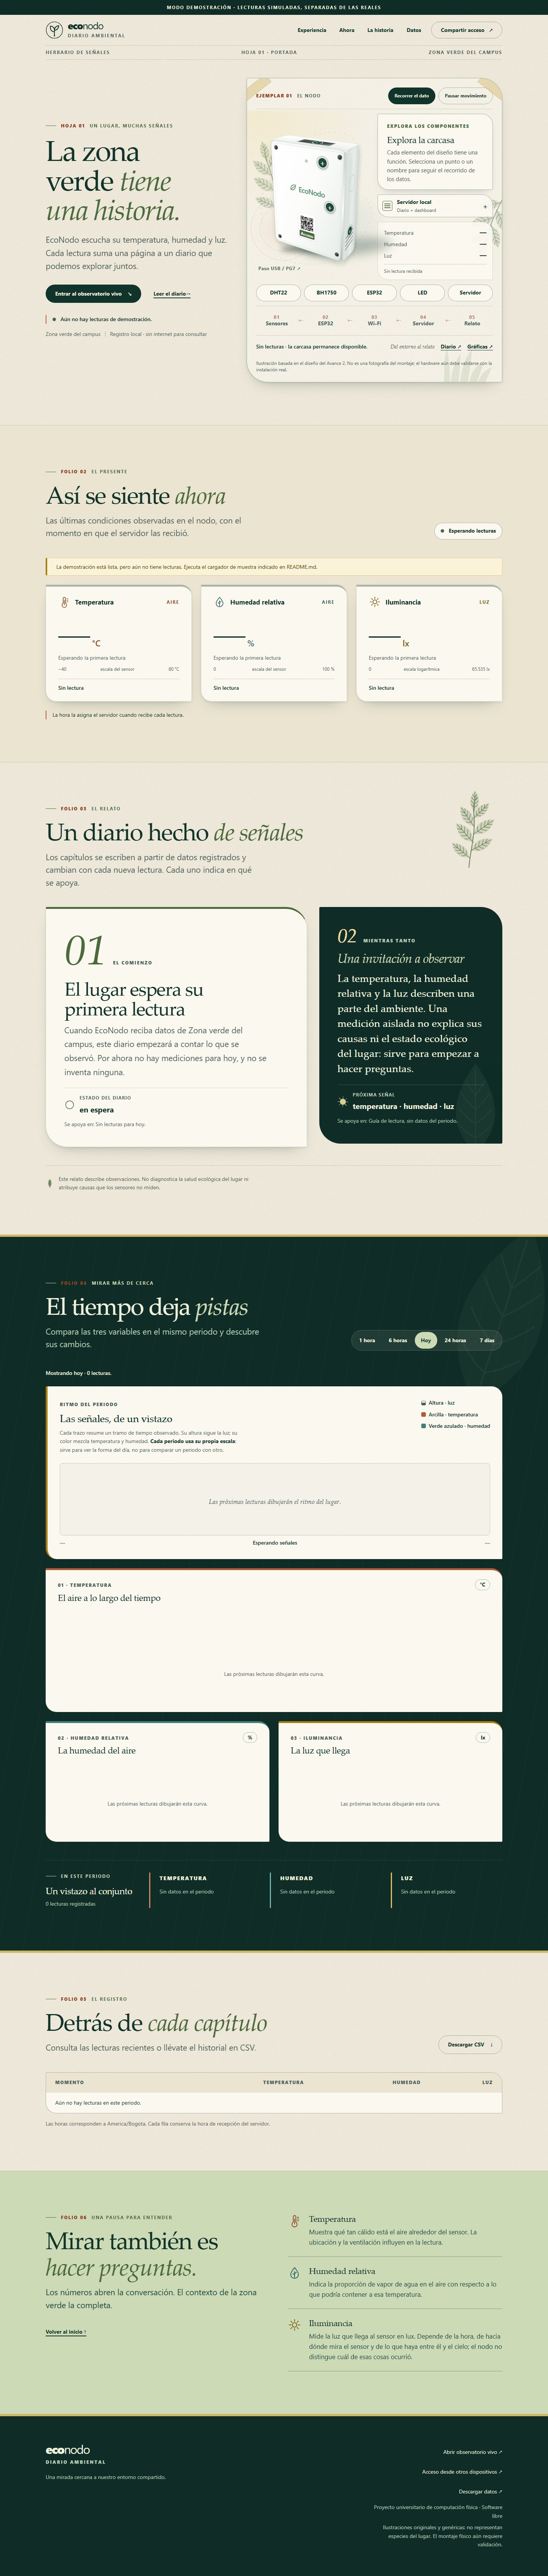 MODO DEMOSTRACIÓN · LECTURAS SIMULADAS, SEPARADAS DE LAS REALES
econodo
DIARIO AMBIENTAL
Experiencia
Ahora
La historia
Datos
Compartir acceso ↗
HERBARIO DE SEÑALES
HOJA 01 · PORTADA
ZONA VERDE DEL CAMPUS
HOJA 01 UN LUGAR, MUCHAS SEÑALES
La zona
verde tiene
una historia.
EcoNodo escucha su temperatura, humedad y luz.
Cada lectura suma una página a un diario que
podemos explorar juntos.
Entrar al observatorio vivo ↘
Leer el diario→
Aún no hay lecturas de demostración.
Zona verde del campus | Registro local · sin internet para consultar
EJEMPLAR 01 EL NODO
Recorrer el dato
Pausar movimiento
EcoNodo
Paso USB / PG7 ↗
EXPLORA LOS COMPONENTES
Explora la carcasa
Cada elemento del diseño tiene una
función. Selecciona un punto o un
nombre para seguir el recorrido de
los datos.
Servidor local
Diario + dashboard
+
Temperatura —
Humedad —
Luz —
Sin lectura recibida
DHT22
BH1750
ESP32
LED
Servidor
01
Sensores
02
ESP32
03
Wi-Fi
04
Servidor
05
Relato
Sin lecturas · la carcasa permanece disponible.
Del entorno al relato
Diario ↗
Gráficas ↗
Ilustración basada en el diseño del Avance 2. No es una fotografía del montaje: el hardware aún debe validarse con la
instalación real.
FOLIO 02 EL PRESENTE
Así se siente ahora
Las últimas condiciones observadas en el nodo, con el
momento en que el servidor las recibió.
Esperando lecturas
La demostración está lista, pero aún no tiene lecturas. Ejecuta el cargador de muestra indicado en README.md.
Temperatura AIRE
— °C
Esperando la primera lectura
−40 escala del sensor 80 °C
Sin lectura
Humedad relativa AIRE
— %
Esperando la primera lectura
0 escala del sensor 100 %
Sin lectura
Iluminancia LUZ
— lx
Esperando la primera lectura
0 escala logarítmica 65.535 lx
Sin lectura
La hora la asigna el servidor cuando recibe cada lectura.
FOLIO 03 EL RELATO
Un diario hecho de señales
Los capítulos se escriben a partir de datos registrados y
cambian con cada nueva lectura. Cada uno indica en qué
se apoya.
01 EL COMIENZO
El lugar espera su
primera lectura
Cuando EcoNodo reciba datos de Zona verde del
campus, este diario empezará a contar lo que se
observó. Por ahora no hay mediciones para hoy, y no se
inventa ninguna.
ESTADO DEL DIARIO
en espera
Se apoya en: Sin lecturas para hoy.
02 MIENTRAS TANTO
Una invitación a observar
La temperatura, la humedad
relativa y la luz describen una
parte del ambiente. Una
medición aislada no explica sus
causas ni el estado ecológico
del lugar: sirve para empezar a
hacer preguntas.
PRÓXIMA SEÑAL
temperatura · humedad · luz
Se apoya en: Guía de lectura, sin datos del periodo.
Este relato describe observaciones. No diagnostica la salud ecológica del lugar ni
atribuye causas que los sensores no miden.
FOLIO 04 MIRAR MÁS DE CERCA
El tiempo deja pistas
Compara las tres variables en el mismo periodo y descubre
sus cambios.
1 hora
6 horas
Hoy
24 horas
7 días
Mostrando hoy · 0 lecturas.
RITMO DEL PERIODO
Las señales, de un vistazo
Cada trazo resume un tramo de tiempo. Su altura sigue la luz; su
color mezcla temperatura y humedad. Cada periodo usa su propia escala:
sirve para ver la forma del día, no para comparar un periodo con otro.
Altura · luz
Arcilla · temperatura
Verde azulado · humedad
Las próximas lecturas dibujarán el ritmo del lugar.
— Esperando señales —
01 · TEMPERATURA °C
El aire a lo largo del tiempo
Las próximas lecturas dibujarán esta curva.
02 · HUMEDAD RELATIVA %
La humedad del aire
Las próximas lecturas dibujarán esta curva.
03 · ILUMINANCIA lx
La luz que llega
Las próximas lecturas dibujarán esta curva.
EN ESTE PERIODO
Un vistazo al conjunto
0 lecturas registradas
TEMPERATURA
Sin datos en el periodo
HUMEDAD
Sin datos en el periodo
LUZ
Sin datos en el periodo
FOLIO 05 EL REGISTRO
Detrás de cada capítulo
Consulta las lecturas recientes o llévate el historial en CSV.
Descargar CSV ↓
MOMENTO TEMPERATURA HUMEDAD LUZ
Aún no hay lecturas en este periodo.
Las horas corresponden a America/Bogota. Cada fila conserva la hora de recepción del servidor.
FOLIO 06 UNA PAUSA PARA ENTENDER
Mirar también es
hacer preguntas.
Los números abren la conversación. El contexto de la zona
verde la completa.
Volver al inicio ↑
Temperatura
Muestra qué tan cálido está el aire alrededor del sensor. La
ubicación y la ventilación influyen en la lectura.
Humedad relativa
Indica la proporción de vapor de agua en el aire con respecto a lo
que podría contener a esa temperatura.
Iluminancia
Mide la luz que llega al sensor en lux. Depende de la hora, de hacia
dónde mira el sensor y de lo que haya entre él y el cielo; el nodo no
distingue cuál de esas cosas ocurrió.
econodo
DIARIO AMBIENTAL
Una mirada cercana a nuestro entorno compartido.
Abrir observatorio vivo ↗
Acceso desde otros dispositivos ↗
Descargar datos ↗
Proyecto universitario de computación física · Software
libre
Ilustraciones originales y genéricas: no representan
especies del lugar. El montaje físico aún requiere
validación.